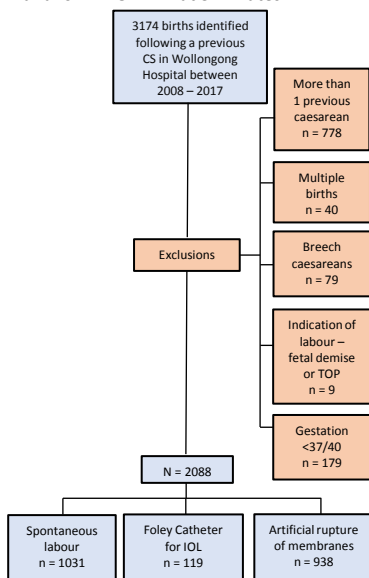 3174 births identified
following a previous
CS in Wollongong
Hospital between
2008 – 2017
More than
1 previous
caesarean
n = 778
Multiple
births
n = 40
Exclusions
Breech
caesareans
n = 79
Indication of
labour –
fetal demise
or TOP
n = 9
Gestation
<37/40
n = 179
N = 2088
Spontaneous
labour
n = 1031
Foley Catheter
for IOL
n = 119
Artificial rupture
of membranes
n = 938